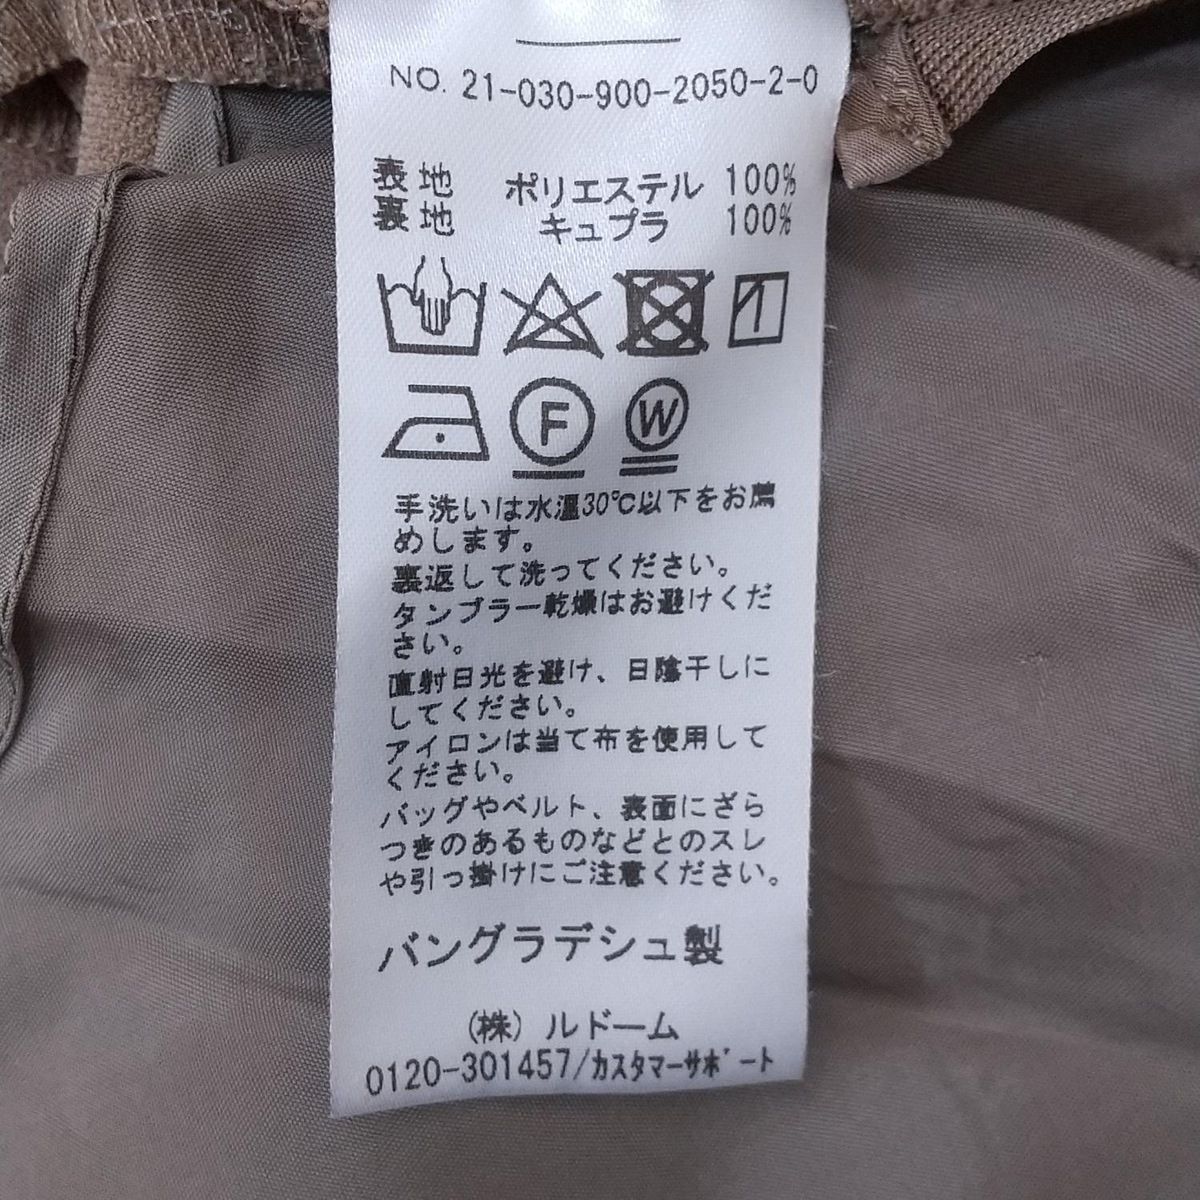 NO. 21-030-900-2050-2-0
表地 ポリエステル 100%
裏地 キュプラ 100%
F W
手洗いは水温30℃以下をお薦
めします。
裏返して洗ってください。
タンブラー乾燥はお避けくだ
さい。
直射日光を避け、日陰干しに
してください。
アイロンは当て布を使用して
ください。
バッグやベルト、表面にざら
つきのあるものなどとのスレ
や引っ掛けにご注意ください。
バングラデシュ製
(株) ルドーム
0120-301457/カスタマーサポート